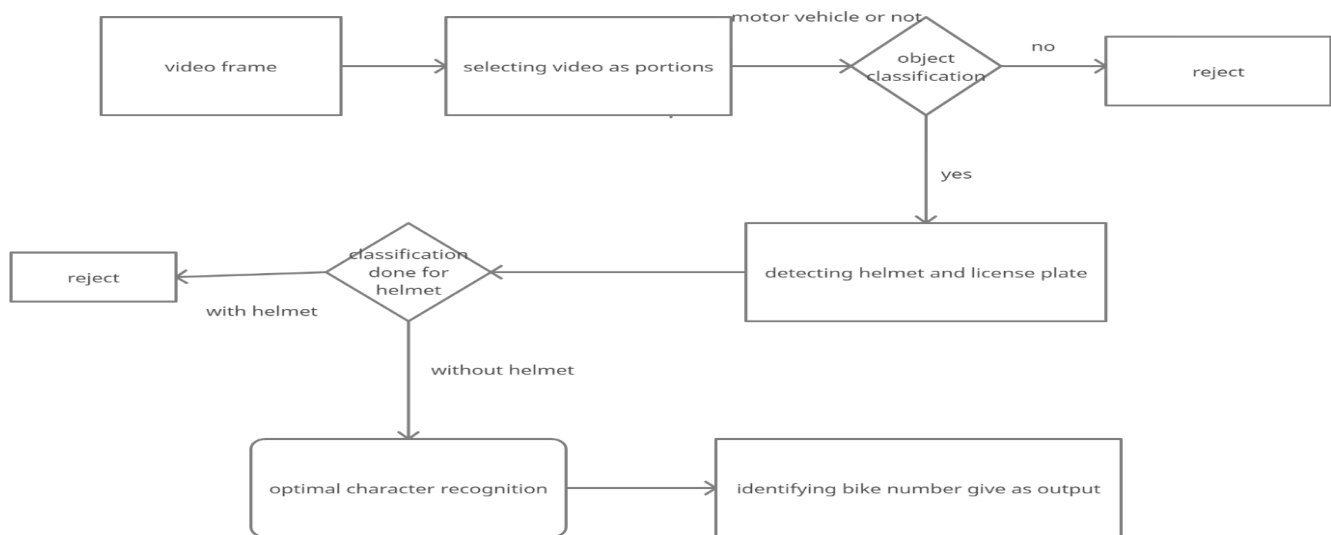 motor vehicle or not
video frame
selecting video as portions
object
classification
no
reject
yes
classification
done for
helmet
reject
with helmet
detecting helmet and license plate
without helmet
optimal character recognition
identifying bike number give as output